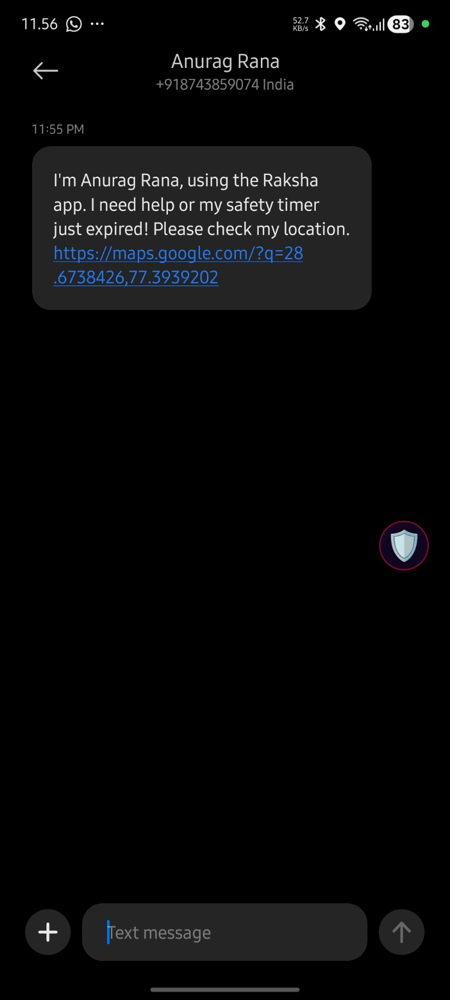 11.56 ...
52.7
KB/s
83
Anurag Rana
+918743859074 India
11:55 PM
I'm Anurag Rana, using the Raksha
app. I need help or my safety timer
just expired! Please check my location.
https://maps.google.com/?q=28
.6738426,77.3939202
Text message